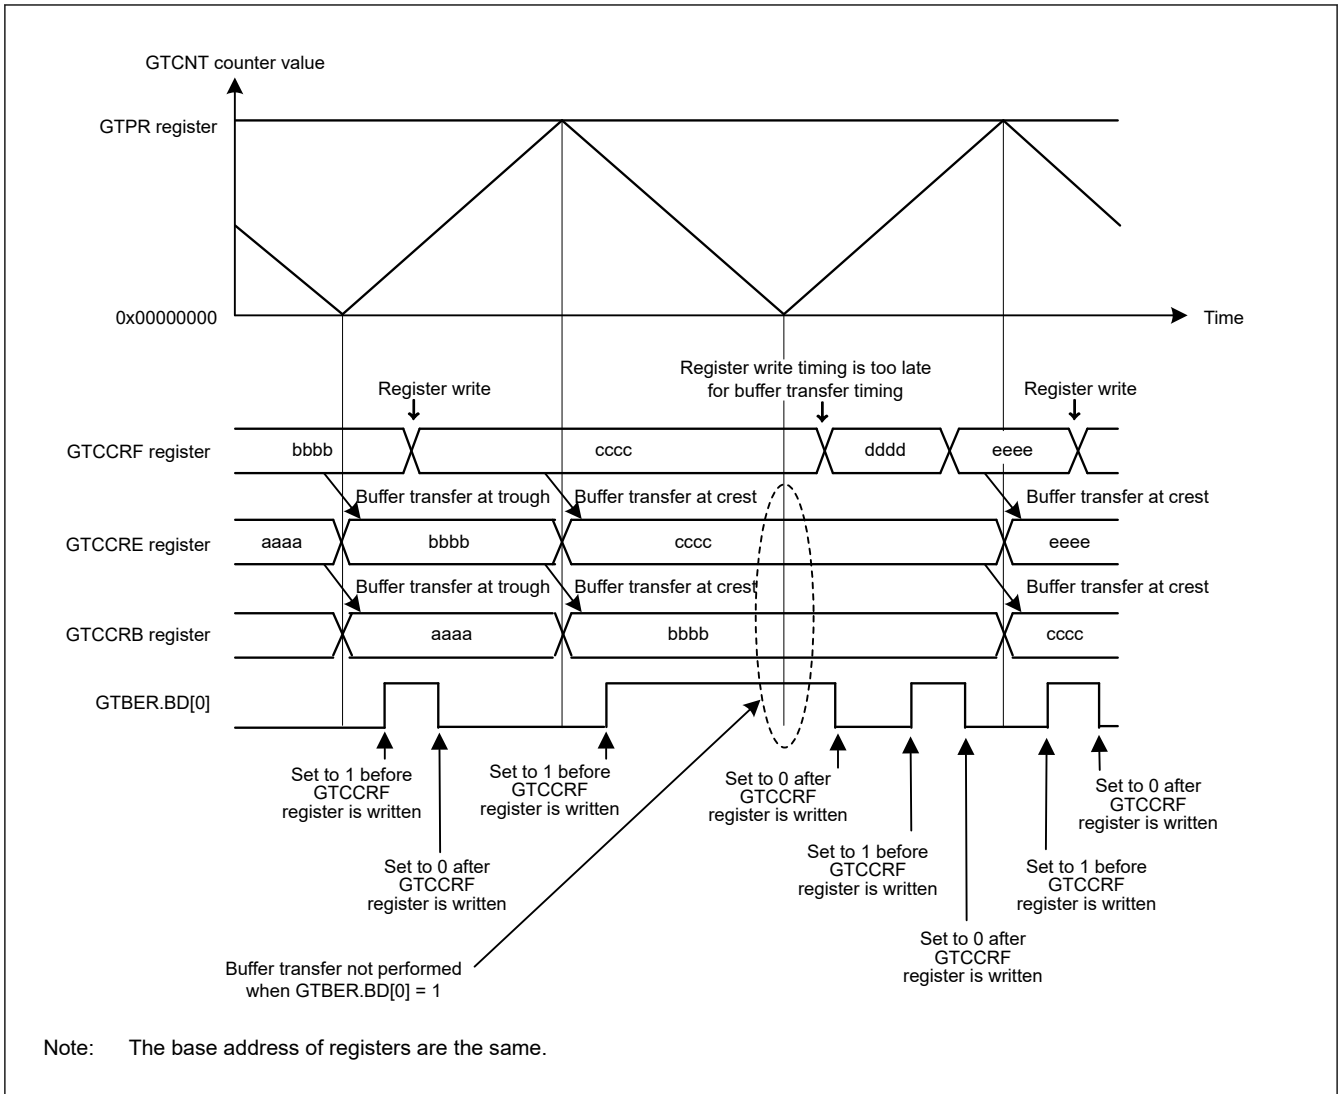 GTCNT counter value
GTPR register
0x00000000
Time
Register write timing is too late
for buffer transfer timing
Register write
Register write
GTCCRF register
bbbb
cccc
dddd
eeee
Buffer transfer at trough
Buffer transfer at crest
Buffer transfer at crest
GTCCRE register
aaaa
bbbb
cccc
eeee
Buffer transfer at trough
Buffer transfer at crest
Buffer transfer at crest
GTCCRB register
aaaa
bbbb
cccc
GTBER.BD[0]
Set to 1 before
GTCCRF
register is written
Set to 0 after
GTCCRF
register is written
Set to 1 before
GTCCRF
register is written
Set to 0 after
GTCCRF
register is written
Set to 1 before
GTCCRF
register is written
Set to 0 after
GTCCRF
register is written
Set to 1 before
GTCCRF
register is written
Set to 0 after
GTCCRF
register is written
Buffer transfer not performed
when GTBER.BD[0] = 1
Note: The base address of registers are the same.